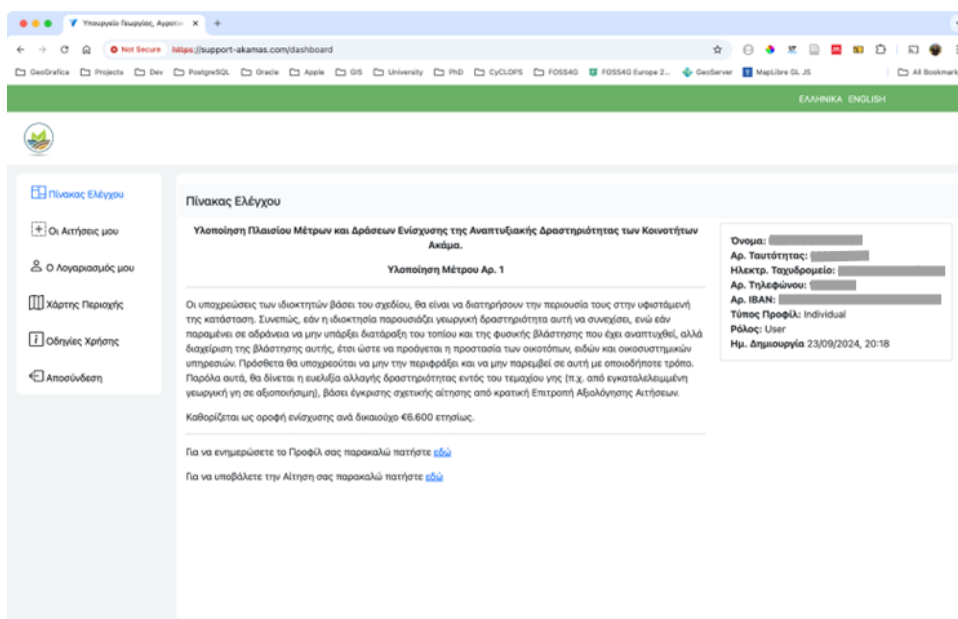 Υπουργείο Γεωργίας, Αγροτικ
Not Secure https://support-akamas.com/dashboard
GeoGrafica Projects Dev PostgreSQL Oracle Apple GIS University PhD CyCLOPS FOSS4G FOSS4G Europe 2... GeoServer MapLibre GL JS All Bookmark
ΕΛΛΗΝΙΚΑ ENGLISH
Πίνακας Ελέγχου
Οι Αιτήσεις μου
Ο Λογαριασμός μου
Χάρτης Περιοχής
Οδηγίες Χρήσης
Αποσύνδεση
Πίνακας Ελέγχου
Υλοποίηση Πλαισίου Μέτρων και Δράσεων Ενίσχυσης της Αναπτυξιακής Δραστηριότητας των Κοινοτήτων
Ακάμα.
Υλοποίηση Μέτρου Αρ. 1
Οι υποχρεώσεις των ιδιοκτητών βάσει του σχεδίου, θα είναι να διατηρήσουν την περιουσία τους στην υφιστάμενή
της κατάσταση. Συνεπώς, εάν η ιδιοκτησία παρουσιάζει γεωργική δραστηριότητα αυτή να συνεχίσει, ενώ εάν
παραμένει σε αδράνεια να μην υπάρξει διατάραξη του τοπίου και της φυσικής βλάστησης που έχει αναπτυχθεί, αλλά
διαχείριση της βλάστησης αυτής, έτσι ώστε να προάγεται η προστασία των οικοτόπων, ειδών και οικοσυστημικών
υπηρεσιών. Πρόσθετα θα υποχρεούται να μην την περιφράξει και να μην παρεμβεί σε αυτή με οποιοδήποτε τρόπο.
Παρόλα αυτά, θα δίνεται η ευελιξία αλλαγής δραστηριότητας εντός του τεμαχίου γης (π.χ. από εγκαταλελειμμένη
γεωργική γη σε αξιοποιήσιμη), βάσει έγκρισης σχετικής αίτησης από κρατική Επιτροπή Αξιολόγησης Αιτήσεων.
Καθορίζεται ως οροφή ενίσχυσης ανά δικαιούχο €6.600 ετησίως.
Για να ενημερώσετε το Προφίλ σας παρακαλώ πατήστε εδώ
Για να υποβάλετε την Αίτηση σας παρακαλώ πατήστε εδώ
Όνομα:
Αρ. Ταυτότητας:
Ηλεκτρ. Ταχυδρομείο:
Αρ. Τηλεφώνου:
Αρ. IBAN:
Τύπος Προφίλ: Individual
Ρόλος: User
Ημ. Δημιουργία 23/09/2024, 20:18